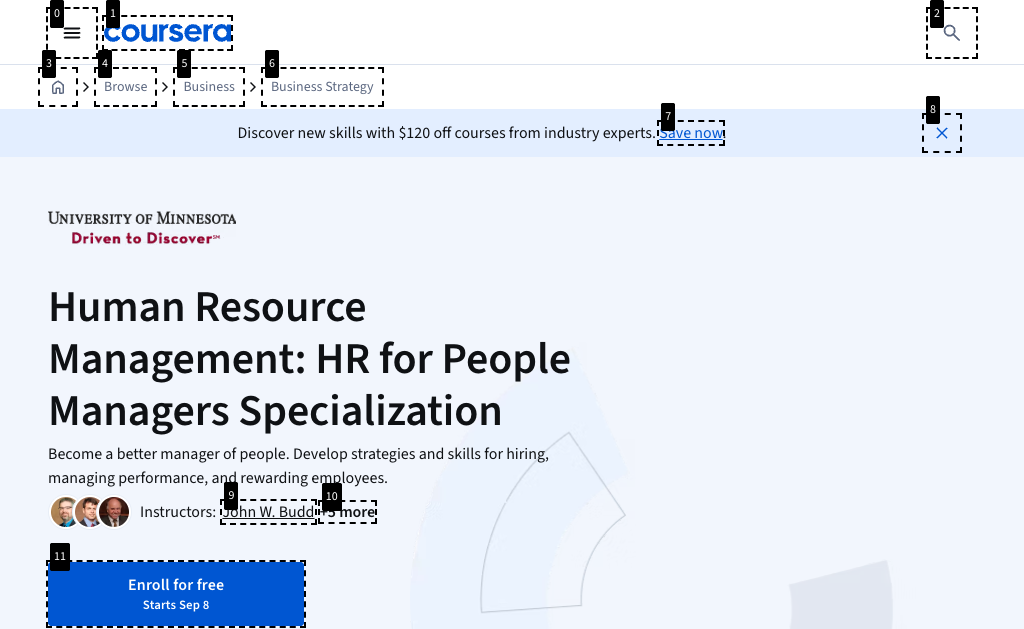 0
1
coursera
2
3
4
Browse
5
Business
6
Business Strategy
Discover new skills with $120 off courses from industry experts. Save now
7
8
UNIVERSITY OF MINNESOTA
Driven to Discover℠
Human Resource
Management: HR for People
Managers Specialization
Become a better manager of people. Develop strategies and skills for hiring,
managing performance, and rewarding employees.
9
10
Instructors: John W. Budd +5 more
11
Enroll for free
Starts Sep 8